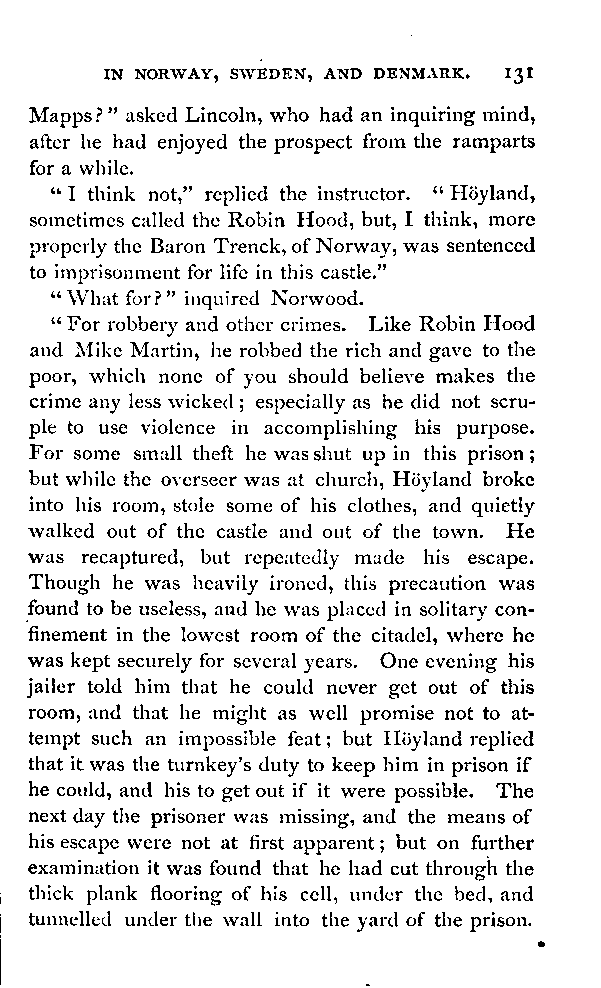 IN NORWAY, SWEDEN, AND DENMARK. 131
Mapps?" asked Lincoln, who had an inquiring mind,
after he had enjoyed the prospect from the ramparts
for a while.
"I think not," replied the instructor. "Höyland,
sometimes called the Robin Hood, but, I think, more
properly the Baron Trenck, of Norway, was sentenced
to imprisonment for life in this castle."
"What for?" inquired Norwood.
"For robbery and other crimes. Like Robin Hood
and Mike Martin, he robbed the rich and gave to the
poor, which none of you should believe makes the
crime any less wicked; especially as he did not scru-
ple to use violence in accomplishing his purpose.
For some small theft he was shut up in this prison;
but while the overseer was at church, Höyland broke
into his room, stole some of his clothes, and quietly
walked out of the castle and out of the town. He
was recaptured, but repeatedly made his escape.
Though he was heavily ironed, this precaution was
found to be useless, and he was placed in solitary con-
finement in the lowest room of the citadel, where he
was kept securely for several years. One evening his
jailer told him that he could never get out of this
room, and that he might as well promise not to at-
tempt such an impossible feat; but Höyland replied
that it was the turnkey's duty to keep him in prison if
he could, and his to get out if it were possible. The
next day the prisoner was missing, and the means of
his escape were not at first apparent; but on further
examination it was found that he had cut through the
thick plank flooring of his cell, under the bed, and
tunnelled under the wall into the yard of the prison.